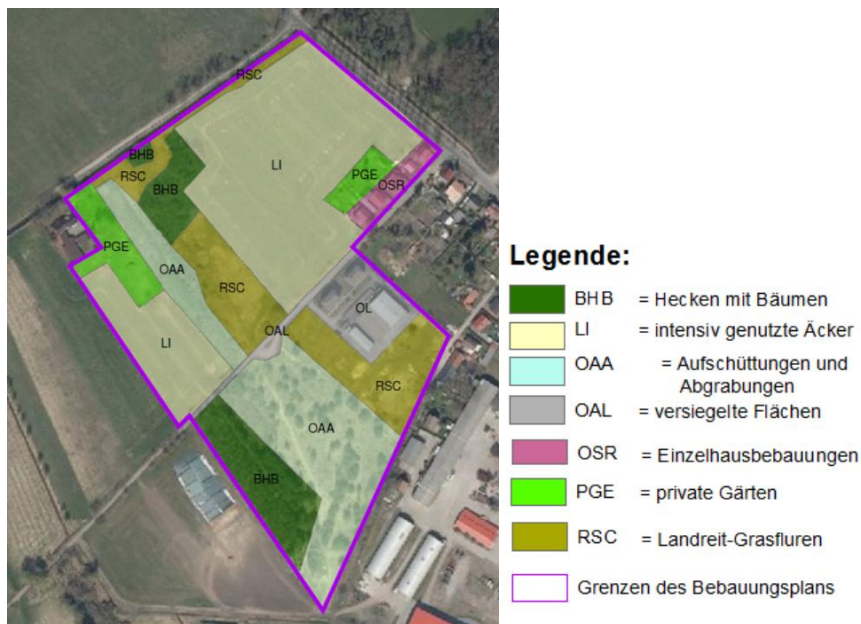 RSC
BHB
RSC
BHB
LI
PGE
OSR
PGE
OAA
RSC
LI
OAL
OL
RSC
OAA
BHB
Legende:
BHB = Hecken mit Bäumen
LI = intensiv genutzte Äcker
OAA = Aufschüttungen und
Abgrabungen
OAL = versiegelte Flächen
OSR = Einzelhausbebauungen
PGE = private Gärten
RSC = Landreit-Grasfluren
Grenzen des Bebauungsplans